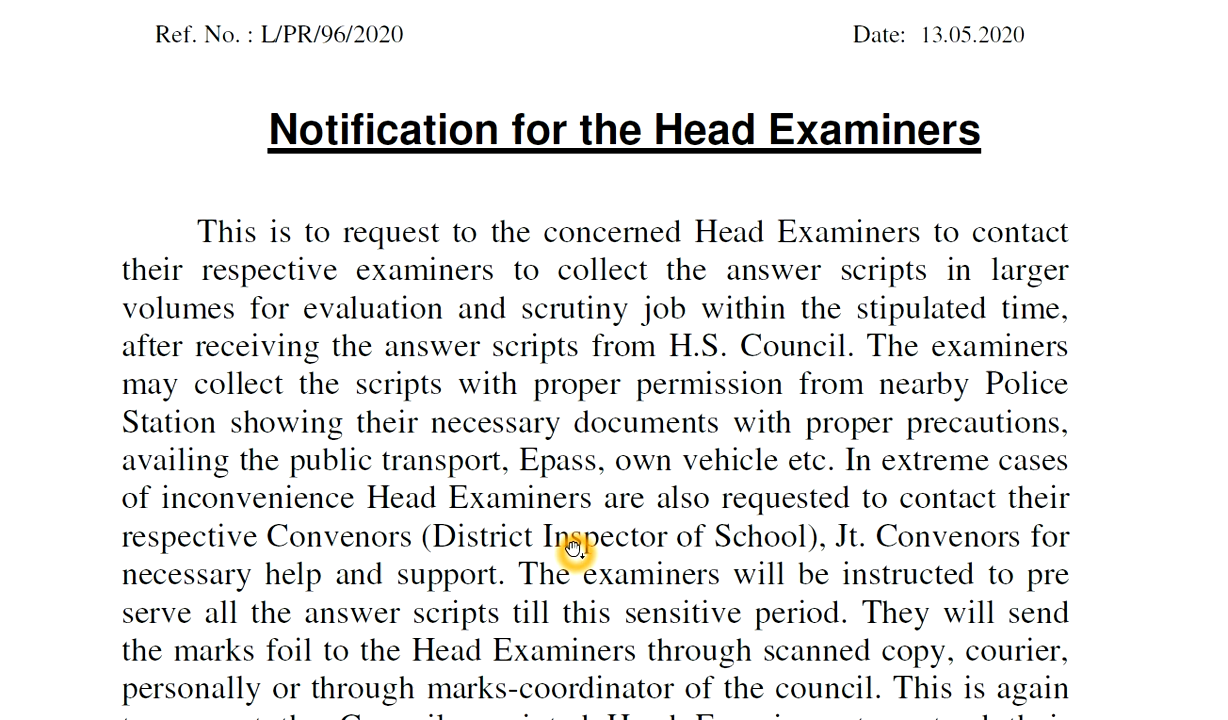 Ref. No. : L/PR/96/2020 Date: 13.05.2020
Notification for the Head Examiners
This is to request to the concerned Head Examiners to contact
their respective examiners to collect the answer scripts in larger
volumes for evaluation and scrutiny job within the stipulated time,
after receiving the answer scripts from H.S. Council. The examiners
may collect the scripts with proper permission from nearby Police
Station showing their necessary documents with proper precautions,
availing the public transport, Epass, own vehicle etc. In extreme cases
of inconvenience Head Examiners are also requested to contact their
respective Convenors (District Inspector of School), Jt. Convenors for
necessary help and support. The examiners will be instructed to pre
serve all the answer scripts till this sensitive period. They will send
the marks foil to the Head Examiners through scanned copy, courier,
personally or through marks-coordinator of the council. This is again